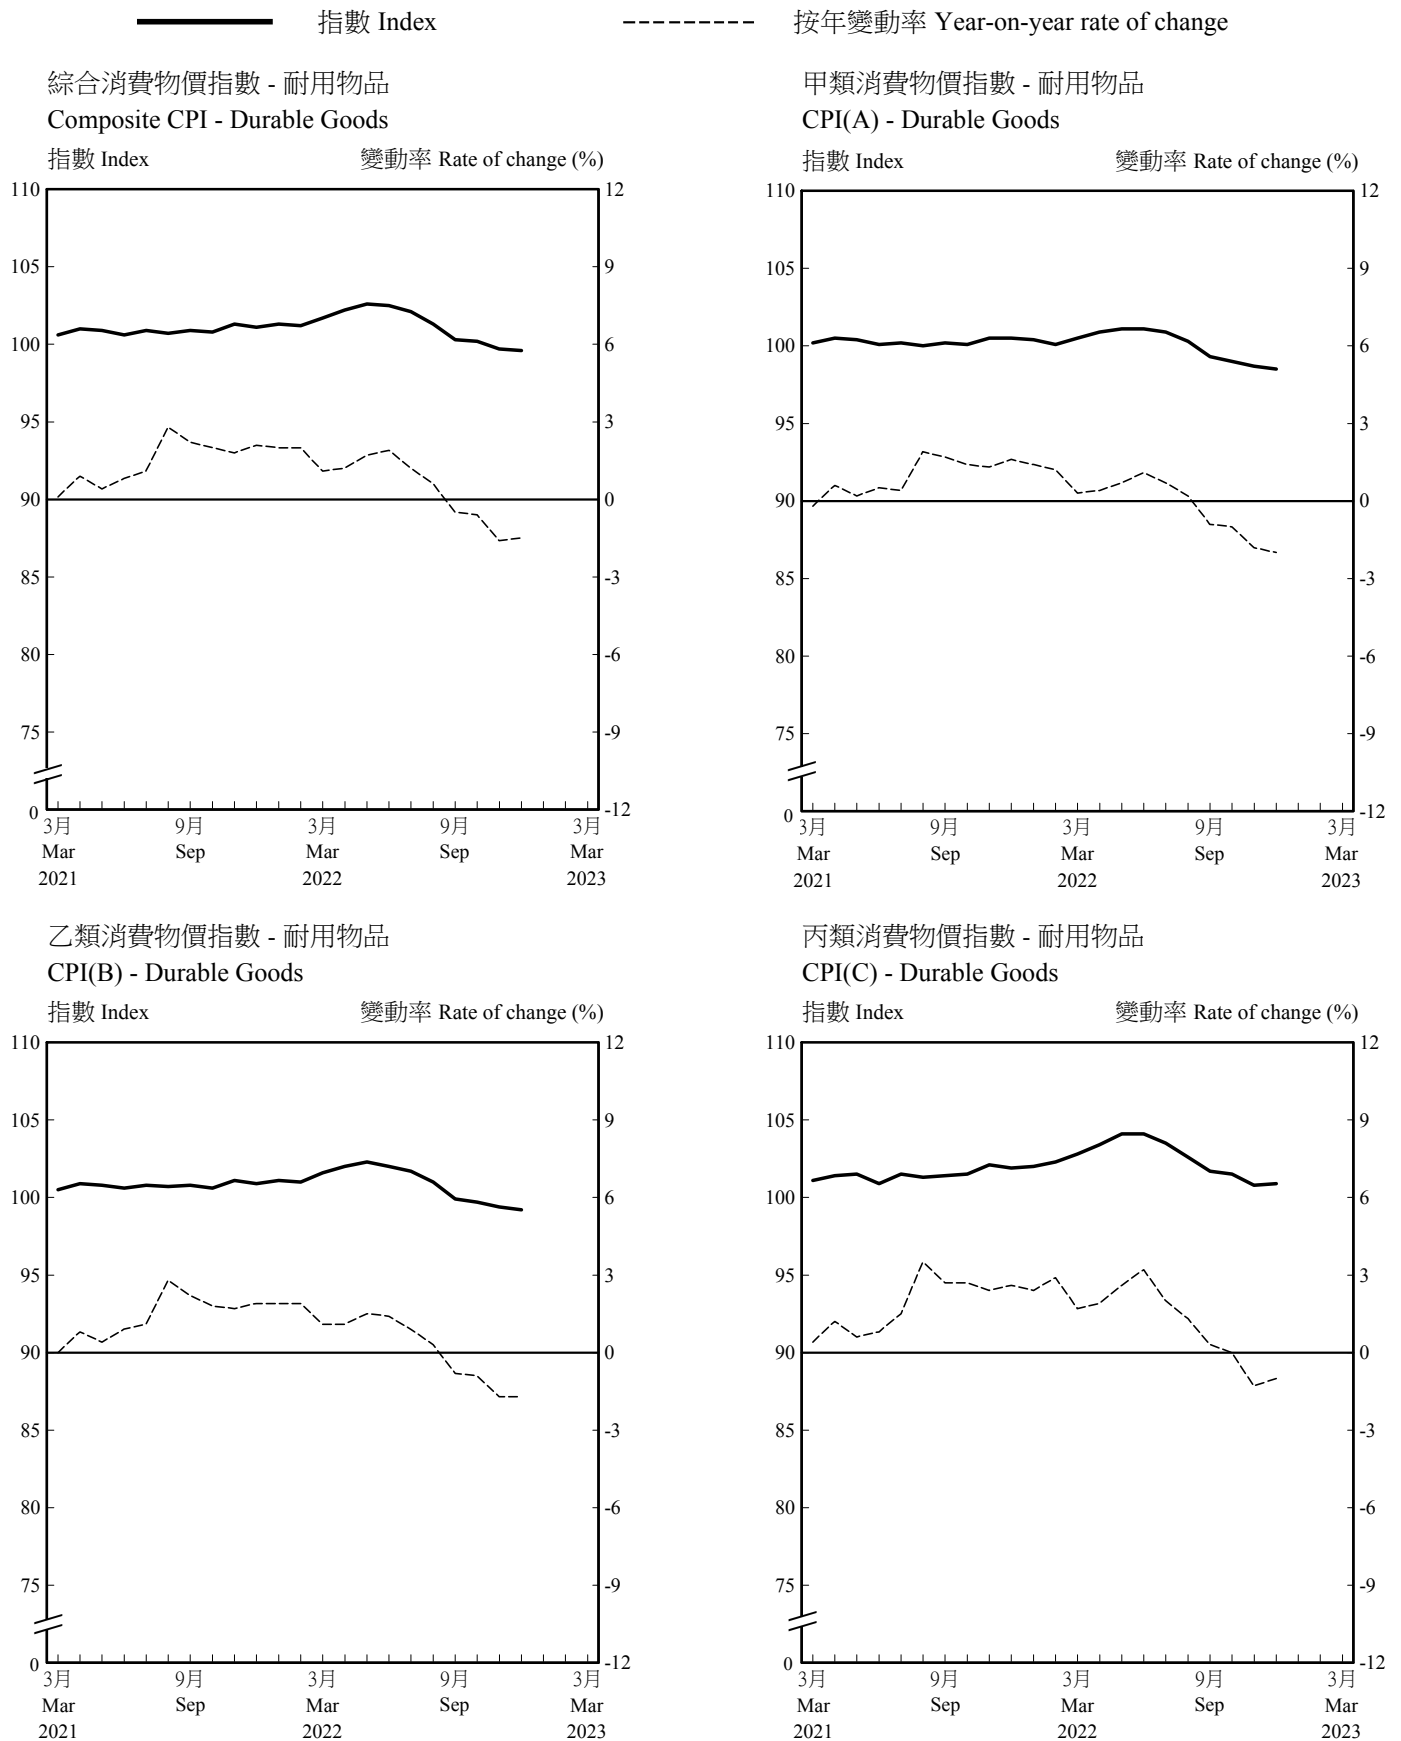 指數 Index
按年變動率 Year-on-year rate of change
綜合消費物價指數 - 耐用物品
Composite CPI - Durable Goods
指數 Index 變動率 Rate of change (%)
110 12
105 9
100 6
95 3
90 0
85 -3
80 -6
75 -9
0 -12
3月 9月 3月 9月 3月
Mar Sep Mar Sep Mar
2021 2022 2023
甲類消費物價指數 - 耐用物品
CPI(A) - Durable Goods
指數 Index 變動率 Rate of change (%)
110 12
105 9
100 6
95 3
90 0
85 -3
80 -6
75 -9
0 -12
3月 9月 3月 9月 3月
Mar Sep Mar Sep Mar
2021 2022 2023
乙類消費物價指數 - 耐用物品
CPI(B) - Durable Goods
指數 Index 變動率 Rate of change (%)
110 12
105 9
100 6
95 3
90 0
85 -3
80 -6
75 -9
0 -12
3月 9月 3月 9月 3月
Mar Sep Mar Sep Mar
2021 2022 2023
丙類消費物價指數 - 耐用物品
CPI(C) - Durable Goods
指數 Index 變動率 Rate of change (%)
110 12
105 9
100 6
95 3
90 0
85 -3
80 -6
75 -9
0 -12
3月 9月 3月 9月 3月
Mar Sep Mar Sep Mar
2021 2022 2023